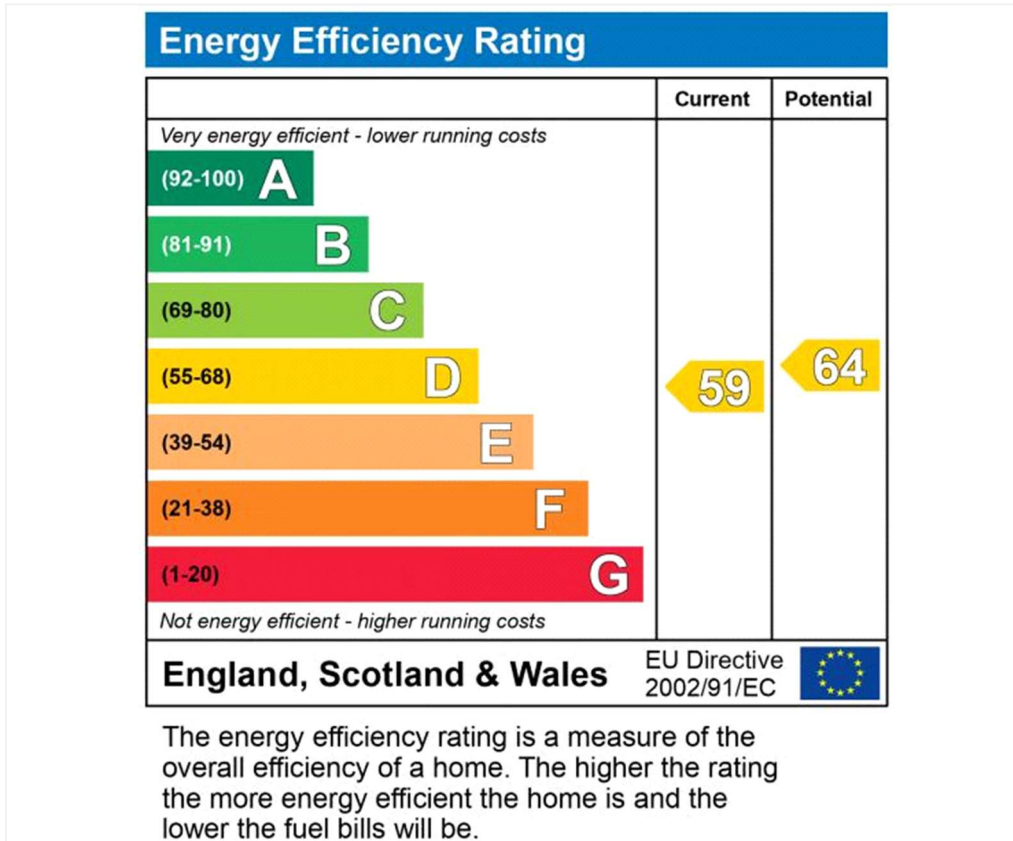 Energy Efficiency Rating
Current Potential
Very energy efficient - lower running costs
(92-100) A
(81-91) B
(69-80) C
(55-68) D
59
64
(39-54) E
(21-38) F
(1-20) G
Not energy efficient - higher running costs
England, Scotland & Wales
EU Directive
2002/91/EC
The energy efficiency rating is a measure of the
overall efficiency of a home. The higher the rating
the more energy efficient the home is and the
lower the fuel bills will be.